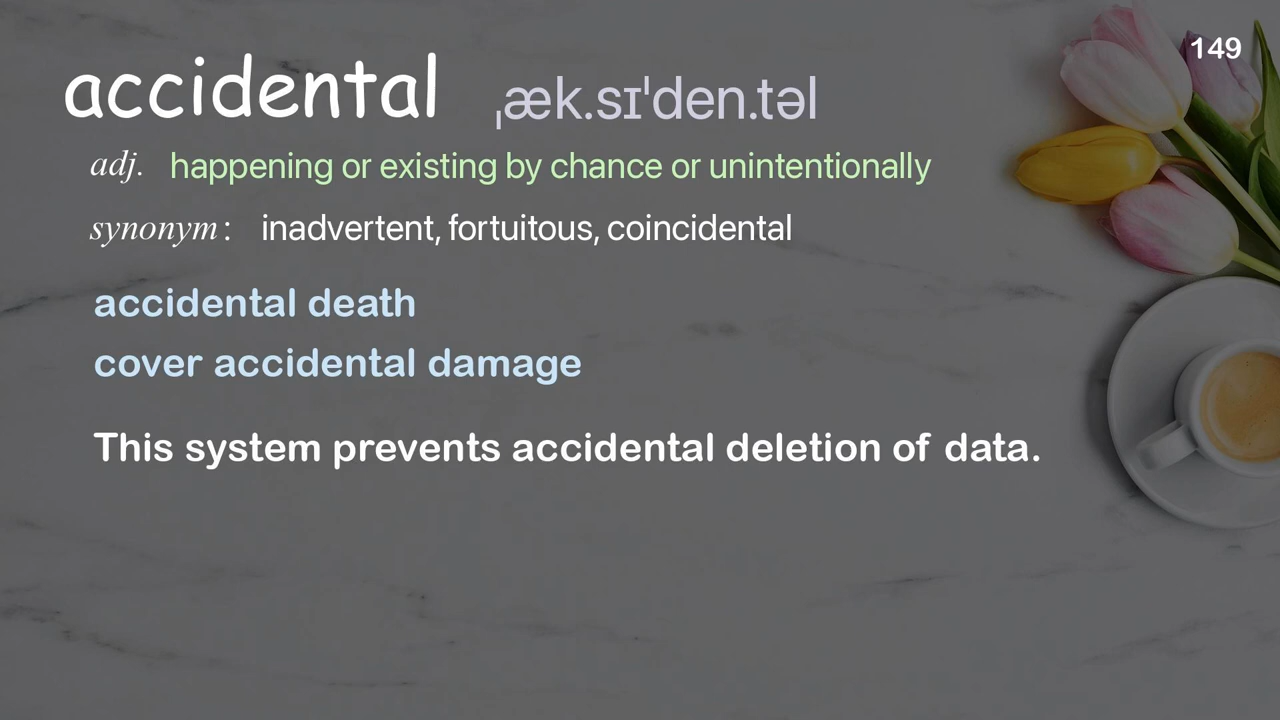 149
accidental ˌæk.sɪˈden.təl
adj. happening or existing by chance or unintentionally
synonym: inadvertent, fortuitous, coincidental
accidental death
cover accidental damage
This system prevents accidental deletion of data.